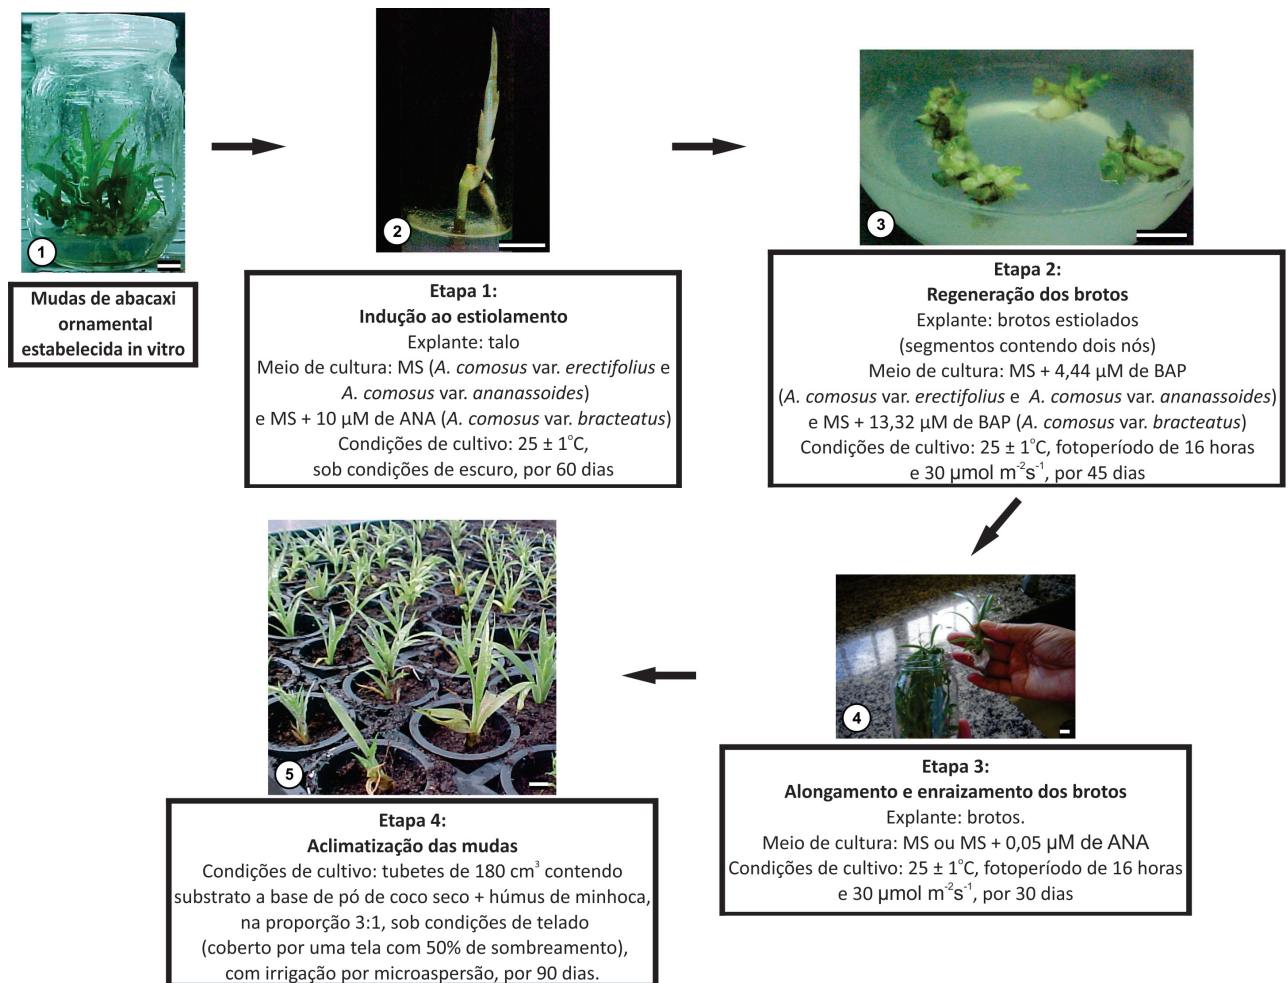 1
Mudas de abacaxi
ornamental
estabelecida in vitro
2
Etapa 1:
Indução ao estiolamento
Explante: talo
Meio de cultura: MS (A. comosus var. erectifolius e
A. comosus var. ananassoides)
e MS + 10 µM de ANA (A. comosus var. bracteatus)
Condições de cultivo: 25 ± 1°C,
sob condições de escuro, por 60 dias
3
Etapa 2:
Regeneração dos brotos
Explante: brotos estiolados
(segmentos contendo dois nós)
Meio de cultura: MS + 4,44 µM de BAP
(A. comosus var. erectifolius e A. comosus var. ananassoides)
e MS + 13,32 µM de BAP (A. comosus var. bracteatus)
Condições de cultivo: 25 ± 1°C, fotoperíodo de 16 horas
e 30 µmol m⁻²s⁻¹, por 45 dias
4
Etapa 3:
Alongamento e enraizamento dos brotos
Explante: brotos.
Meio de cultura: MS ou MS + 0,05 µM de ANA
Condições de cultivo: 25 ± 1°C, fotoperíodo de 16 horas
e 30 µmol m⁻²s⁻¹, por 30 dias
5
Etapa 4:
Aclimatização das mudas
Condições de cultivo: tubetes de 180 cm³ contendo
substrato a base de pó de coco seco + húmus de minhoca,
na proporção 3:1, sob condições de telado
(coberto por uma tela com 50% de sombreamento),
com irrigação por microaspersão, por 90 dias.